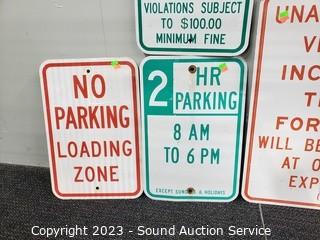 VIOLATIONS SUBJECT
TO $100.00
MINIMUM FINE
NO
PARKING
LOADING
ZONE
2 HR
PARKING
8 AM
TO 6 PM
EXCEPT SUNDAYS & HOLIDAYS
UNA
VI
INC
T
FOR
WILL BE
AT O
EXP
Copyright 2023 - Sound Auction Service